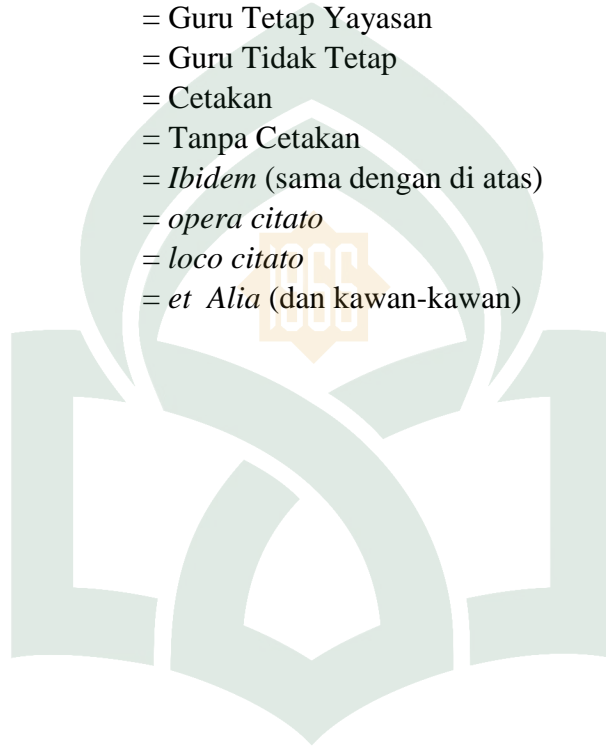 = Guru Tetap Yayasan
= Guru Tidak Tetap
= Cetakan
= Tanpa Cetakan
= Ibidem (sama dengan di atas)
= opera citato
= loco citato
= et Alia (dan kawan-kawan)